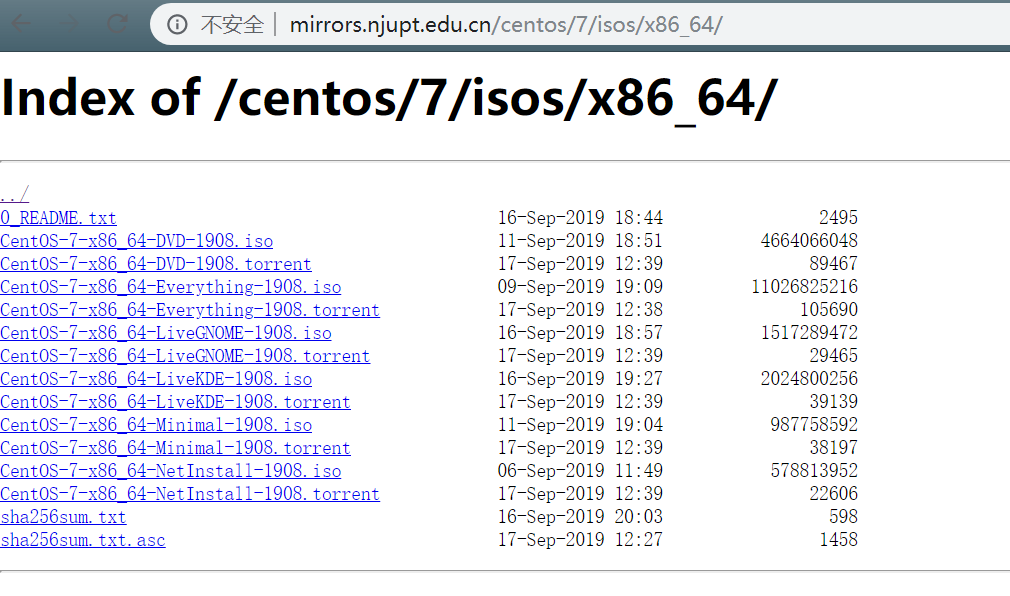 不安全 mirrors.njupt.edu.cn/centos/7/isos/x86_64/
Index of /centos/7/isos/x86_64/
../
0_README.txt 16-Sep-2019 18:44 2495
CentOS-7-x86_64-DVD-1908.iso 11-Sep-2019 18:51 4664066048
CentOS-7-x86_64-DVD-1908.torrent 17-Sep-2019 12:39 89467
CentOS-7-x86_64-Everything-1908.iso 09-Sep-2019 19:09 11026825216
CentOS-7-x86_64-Everything-1908.torrent 17-Sep-2019 12:38 105690
CentOS-7-x86_64-LiveGNOME-1908.iso 16-Sep-2019 18:57 1517289472
CentOS-7-x86_64-LiveGNOME-1908.torrent 17-Sep-2019 12:39 29465
CentOS-7-x86_64-LiveKDE-1908.iso 16-Sep-2019 19:27 2024800256
CentOS-7-x86_64-LiveKDE-1908.torrent 17-Sep-2019 12:39 39139
CentOS-7-x86_64-Minimal-1908.iso 11-Sep-2019 19:04 987758592
CentOS-7-x86_64-Minimal-1908.torrent 17-Sep-2019 12:39 38197
CentOS-7-x86_64-NetInstall-1908.iso 06-Sep-2019 11:49 578813952
CentOS-7-x86_64-NetInstall-1908.torrent 17-Sep-2019 12:39 22606
sha256sum.txt 16-Sep-2019 20:03 598
sha256sum.txt.asc 17-Sep-2019 12:27 1458